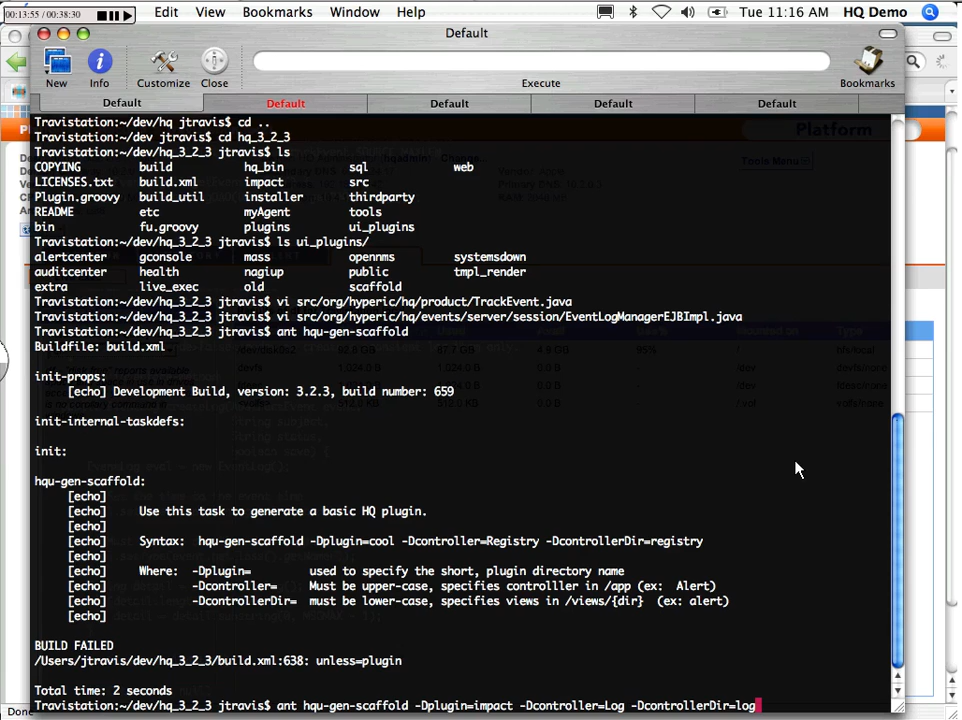 00:13:55 / 00:38:30
Edit View Bookmarks Window Help
Tue 11:16 AM HQ Demo
Default
New Info Customize Close Execute Bookmarks
Default Default Default Default Default
Platform
Tools Menu
Travistation:~/dev/hq jtravis$ cd ..
Travistation:~/dev jtravis$ cd hq_3_2_3
Travistation:~/dev/hq_3_2_3 jtravis$ ls
COPYING build hq_bin sql web
LICENSES.txt build.xml impact src
Plugin.groovy build_util installer thirdparty
README etc myAgent tools
bin fu.groovy plugins ui_plugins
Travistation:~/dev/hq_3_2_3 jtravis$ ls ui_plugins/
alertcenter gconsole mass opennms systemsdown
auditcenter health nagiup public tmpl_render
extra live_exec old scaffold
Travistation:~/dev/hq_3_2_3 jtravis$ vi src/org/hyperic/hq/product/TrackEvent.java
Travistation:~/dev/hq_3_2_3 jtravis$ vi src/org/hyperic/hq/events/server/session/EventLogManagerEJBImpl.java
Travistation:~/dev/hq_3_2_3 jtravis$ ant hqu-gen-scaffold
Buildfile: build.xml
init-props:
[echo] Development Build, version: 3.2.3, build number: 659
init-internal-taskdefs:
init:
hqu-gen-scaffold:
[echo]
[echo] Use this task to generate a basic HQ plugin.
[echo]
[echo] Syntax: hqu-gen-scaffold -Dplugin=cool -Dcontroller=Registry -DcontrollerDir=registry
[echo]
[echo] Where: -Dplugin= used to specify the short, plugin directory name
[echo] -Dcontroller= Must be upper-case, specifies controlller in /app (ex: Alert)
[echo] -DcontrollerDir= must be lower-case, specifies views in /views/{dir} (ex: alert)
[echo]
BUILD FAILED
/Users/jtravis/dev/hq_3_2_3/build.xml:638: unless=plugin
Total time: 2 seconds
Travistation:~/dev/hq_3_2_3 jtravis$ ant hqu-gen-scaffold -Dplugin=impact -Dcontroller=Log -DcontrollerDir=log
Done